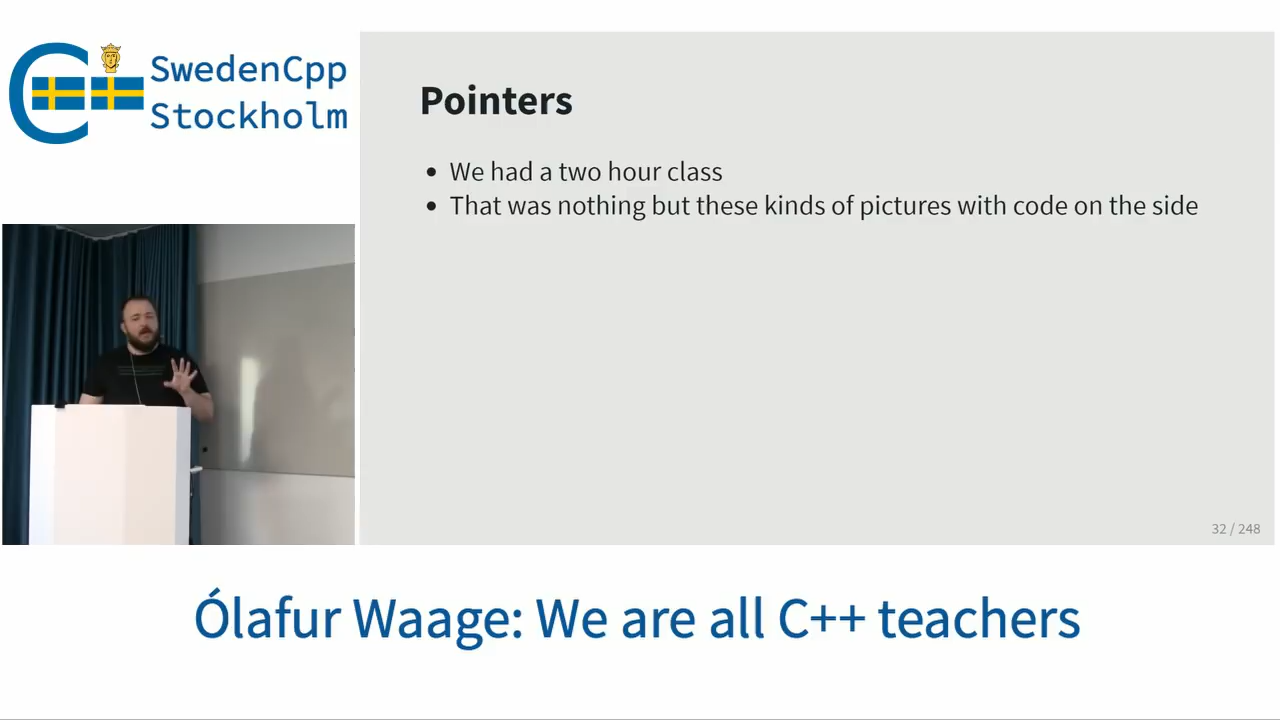 SwedenCpp
Stockholm
Pointers
• We had a two hour class
• That was nothing but these kinds of pictures with code on the side
32 / 248
Ólafur Waage: We are all C++ teachers